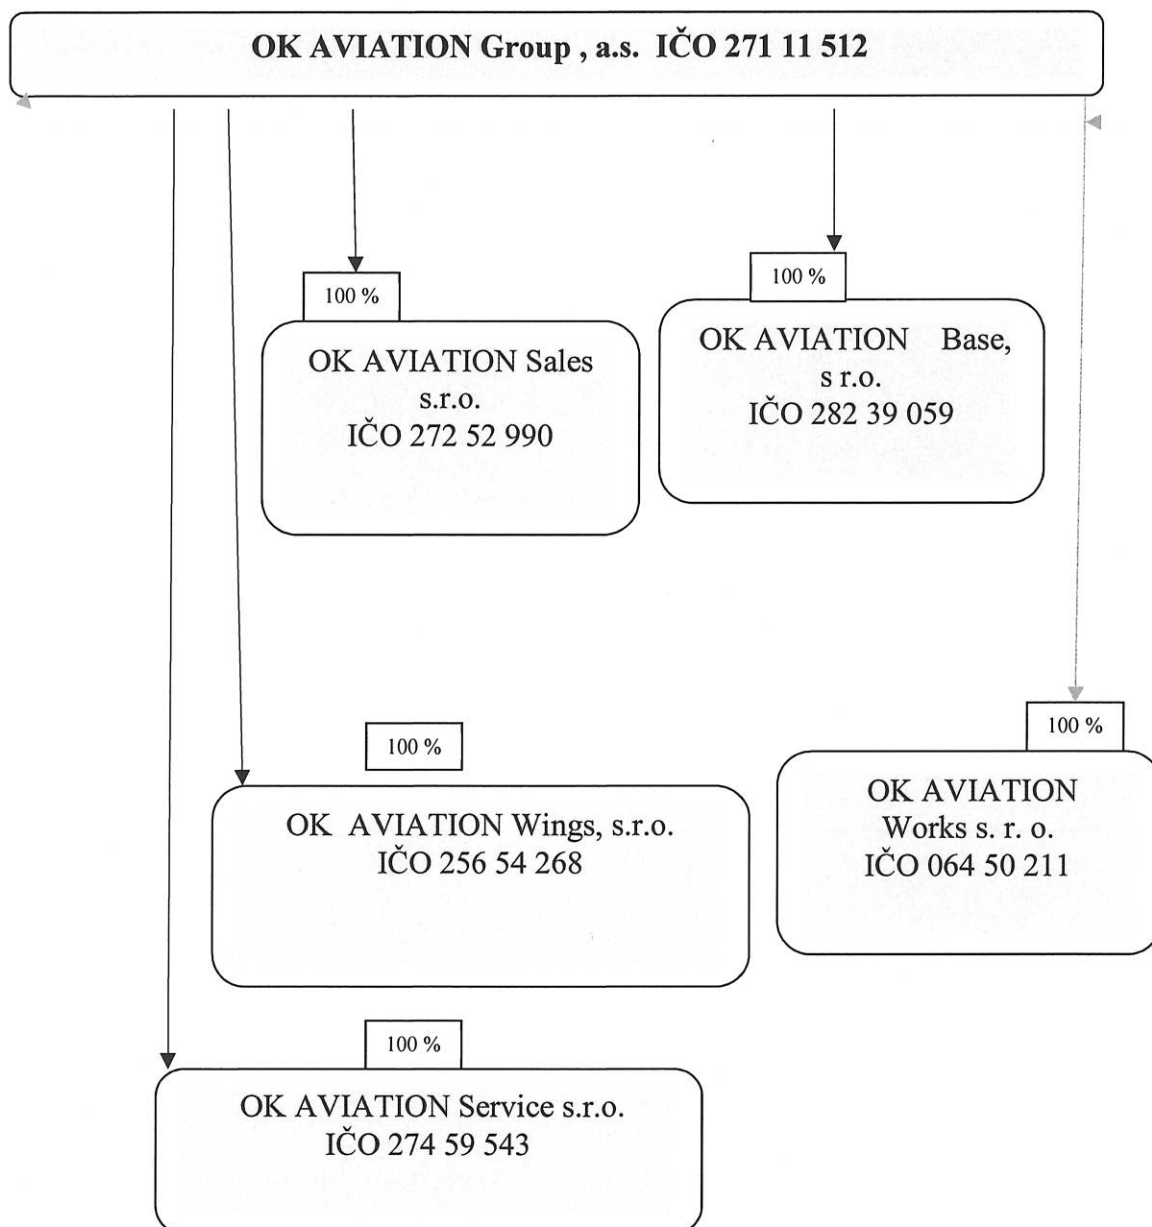 OK AVIATION Group , a.s. IČO 271 11 512
100 %
OK AVIATION Sales
s.r.o.
IČO 272 52 990
100 %
OK AVIATION Base,
s r.o.
IČO 282 39 059
100 %
OK AVIATION Wings, s.r.o.
IČO 256 54 268
100 %
OK AVIATION
Works s. r. o.
IČO 064 50 211
100 %
OK AVIATION Service s.r.o.
IČO 274 59 543